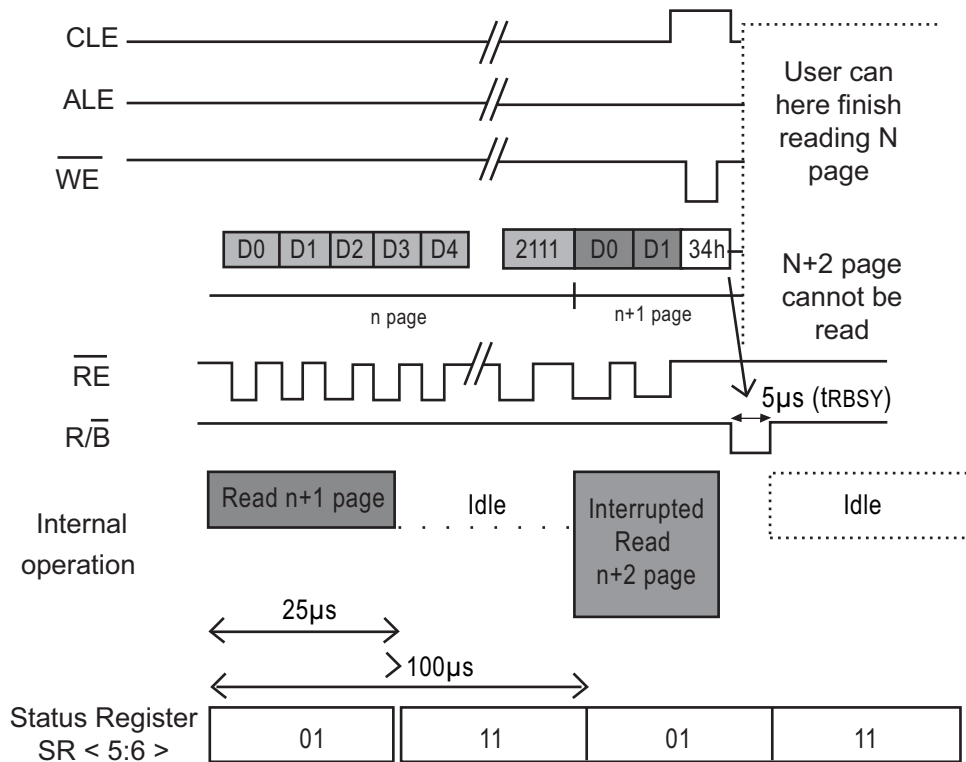 CLE
ALE
WE
User can
here finish
reading N
page
D0 D1 D2 D3 D4 2111 D0 D1 34h
N+2 page
cannot be
read
n page
n+1 page
RE
5µs (tRBSY)
R/B
Read n+1 page
Idle
Interrupted
Read
n+2 page
Idle
Internal
operation
25µs
>100µs
Status Register
SR < 5:6 >
01 11 01 11